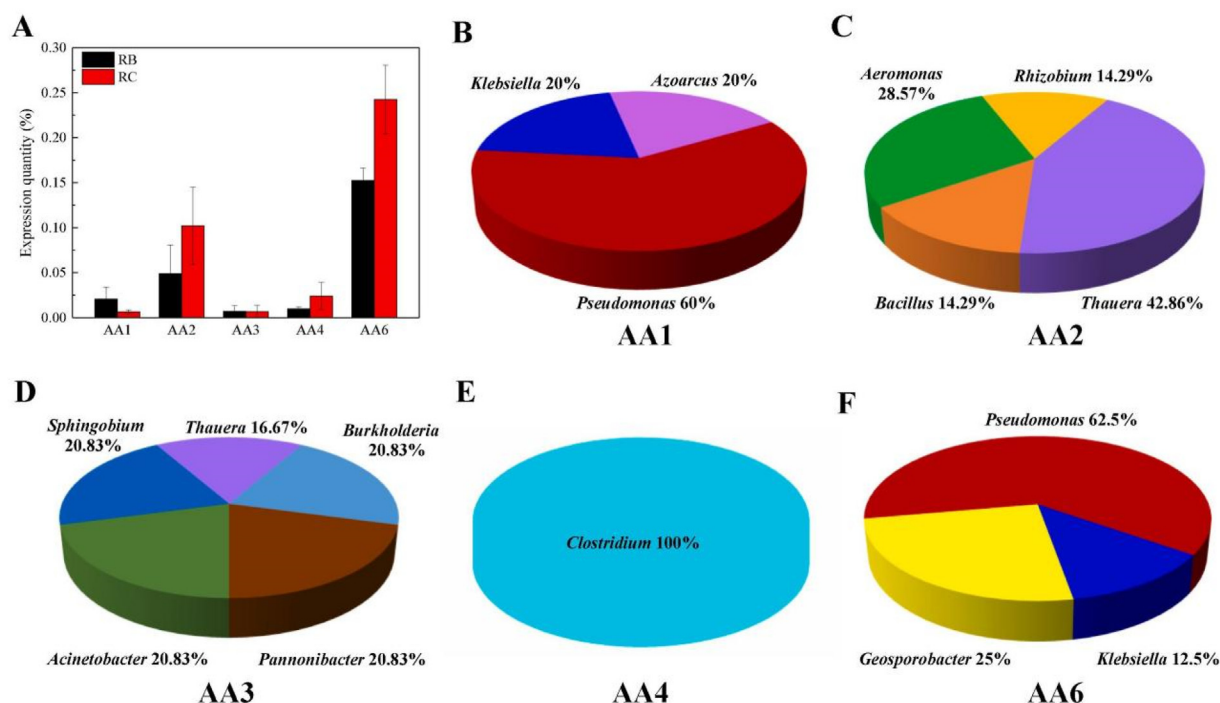 A
RB
RC
Expression quantity (%)
0.30
0.25
0.20
0.15
0.10
0.05
0.00
AA1
AA2
AA3
AA4
AA6
B
Klebsiella 20%
Azoarcus 20%
Pseudomonas 60%
AA1
C
Aeromonas
28.57%
Rhizobium 14.29%
Bacillus 14.29%
Thauera 42.86%
AA2
D
Sphingobium
20.83%
Thauera 16.67%
Burkholderia
20.83%
Acinetobacter 20.83%
Pannonibacter 20.83%
AA3
E
Clostridium 100%
AA4
F
Pseudomonas 62.5%
Geosporobacter 25%
Klebsiella 12.5%
AA6